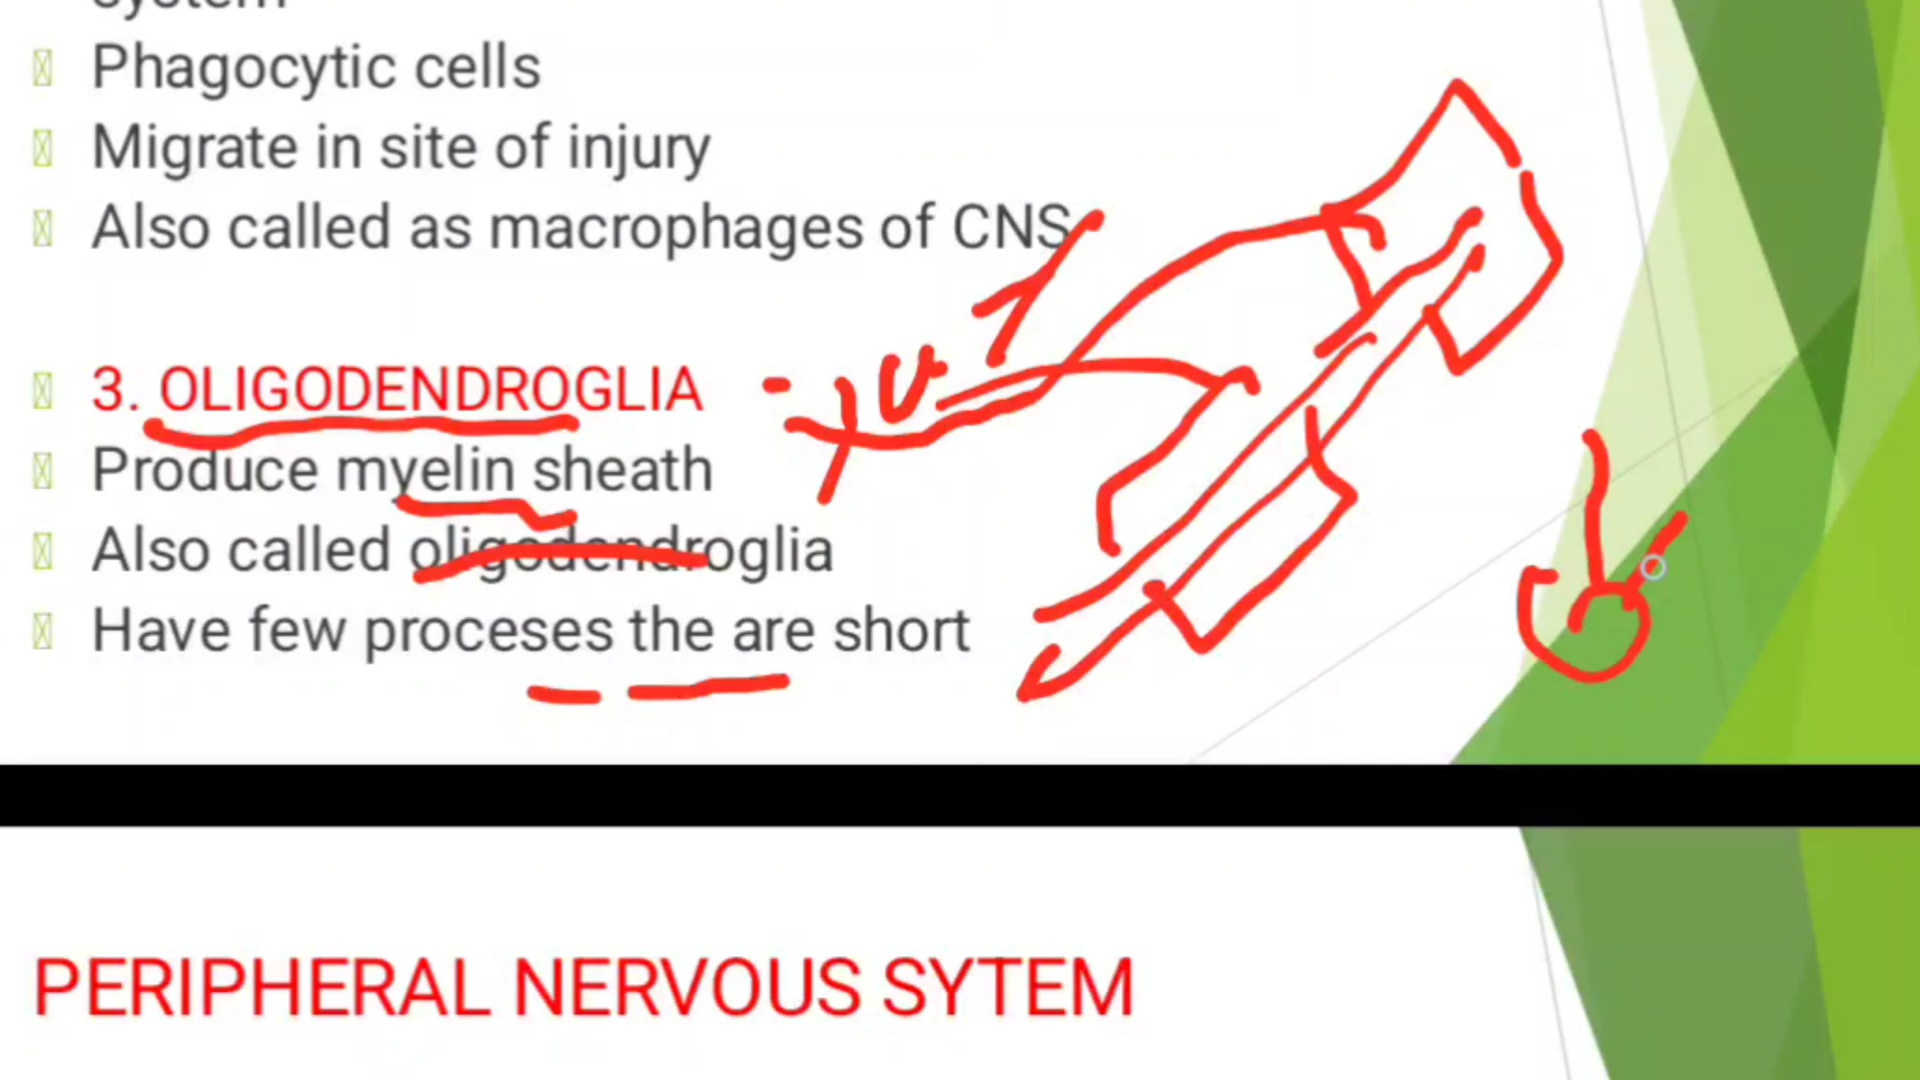 Phagocytic cells
Migrate in site of injury
Also called as macrophages of CNS
3. OLIGODENDROGLIA
Produce myelin sheath
Also called oligodendroglia
Have few proceses the are short
PERIPHERAL NERVOUS SYTEM